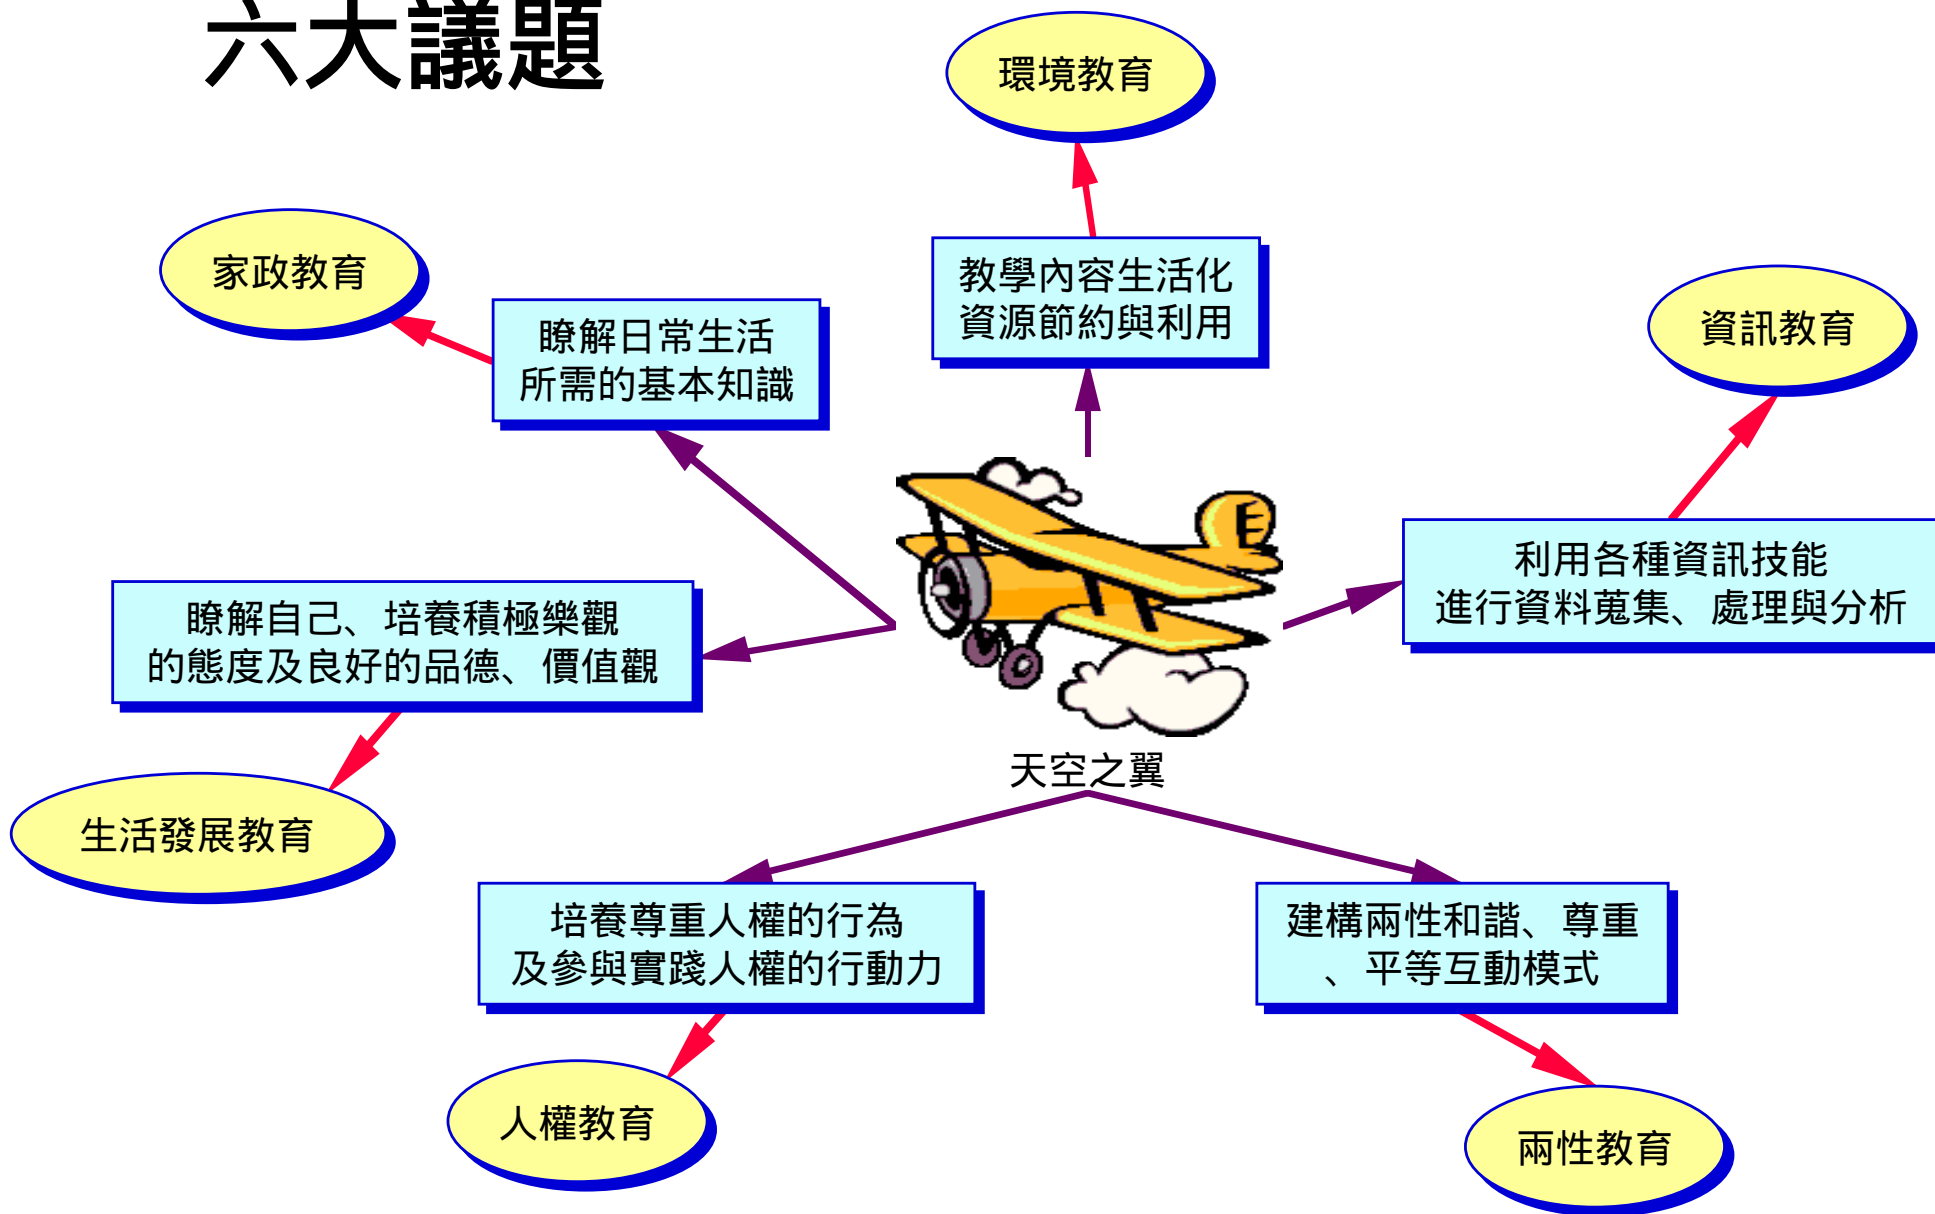 六大議題
環境教育
教學內容生活化
資源節約與利用
家政教育
瞭解日常生活
所需的基本知識
資訊教育
利用各種資訊技能
進行資料蒐集、處理與分析
瞭解自己、培養積極樂觀
的態度及良好的品德、價值觀
生活發展教育
天空之翼
培養尊重人權的行為
及參與實踐人權的行動力
人權教育
建構兩性和諧、尊重
、平等互動模式
兩性教育